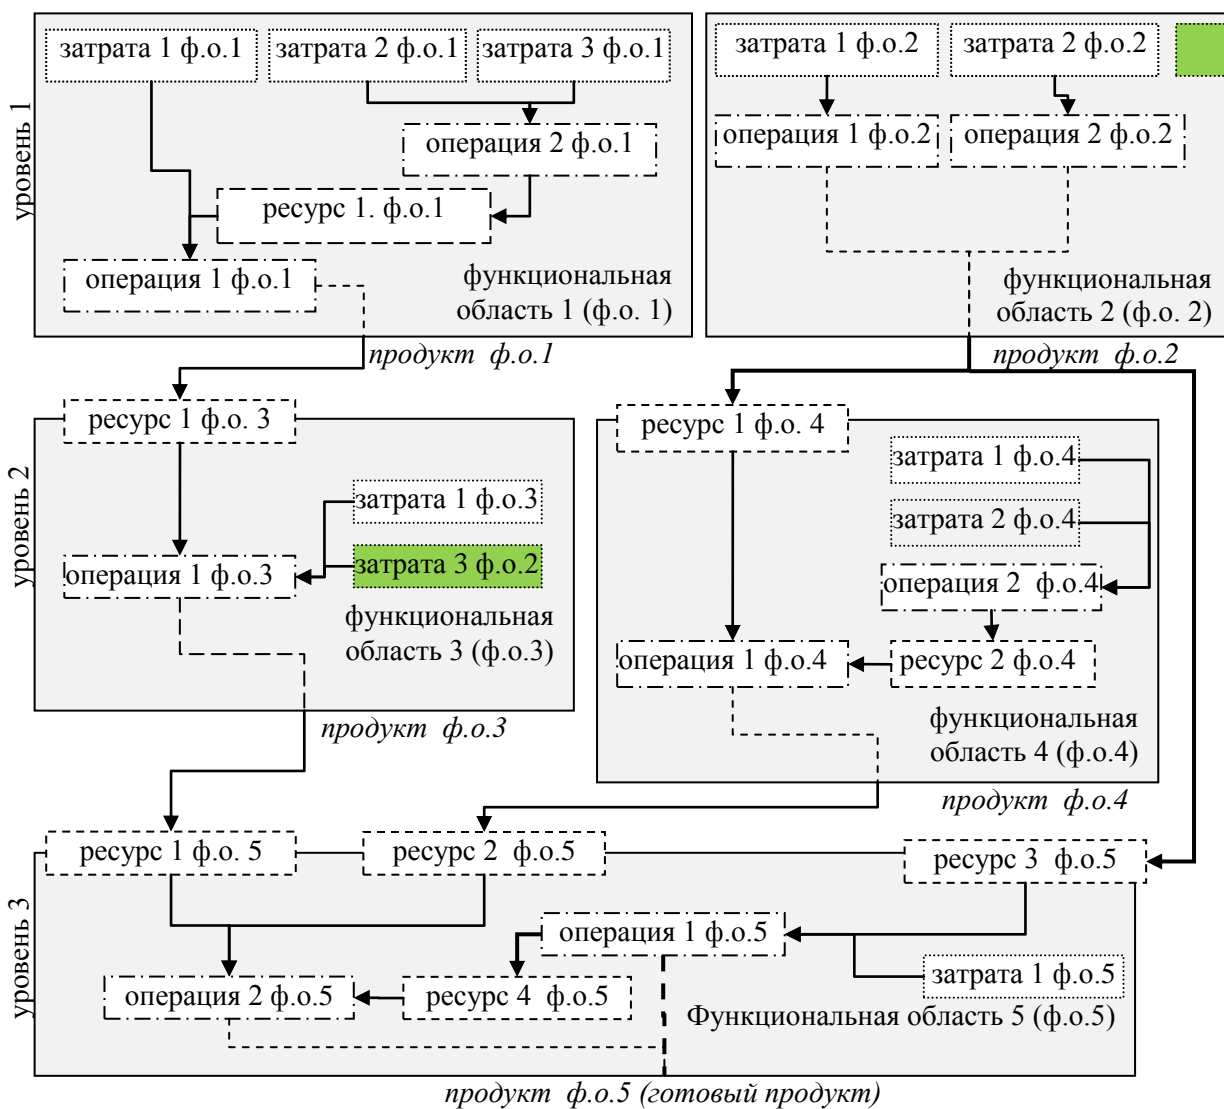 уровень 1
затрата 1 ф.о.1
затрата 2 ф.о.1
затрата 3 ф.о.1
операция 2 ф.о.1
ресурс 1. ф.о.1
операция 1 ф.о.1
функциональная
область 1 (ф.о. 1)
продукт ф.о.1
затрата 1 ф.о.2
затрата 2 ф.о.2
операция 1 ф.о.2
операция 2 ф.о.2
функциональная
область 2 (ф.о. 2)
продукт ф.о.2
уровень 2
ресурс 1 ф.о. 3
затрата 1 ф.о.3
затрата 3 ф.о.2
операция 1 ф.о.3
функциональная
область 3 (ф.о.3)
продукт ф.о.3
ресурс 1 ф.о. 4
затрата 1 ф.о.4
затрата 2 ф.о.4
операция 2 ф.о.4
операция 1 ф.о.4
ресурс 2 ф.о.4
функциональная
область 4 (ф.о.4)
продукт ф.о.4
уровень 3
ресурс 1 ф.о. 5
ресурс 2 ф.о.5
ресурс 3 ф.о.5
операция 1 ф.о.5
затрата 1 ф.о.5
операция 2 ф.о.5
ресурс 4 ф.о.5
Функциональная область 5 (ф.о.5)
продукт ф.о.5 (готовый продукт)